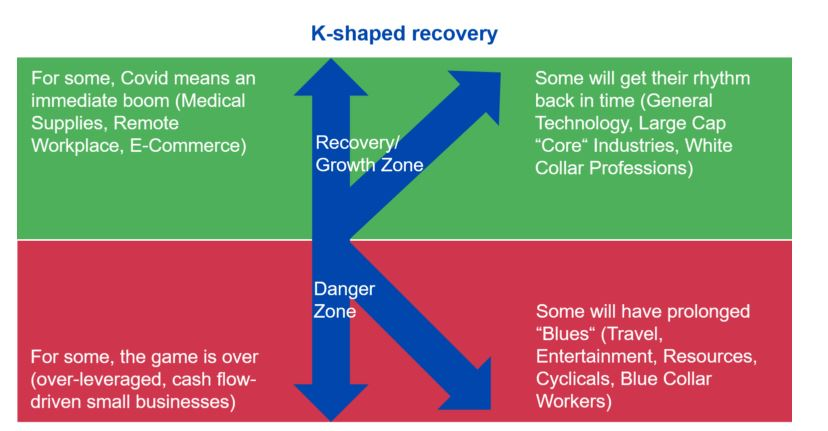 K-shaped recovery
For some, Covid means an
immediate boom (Medical
Supplies, Remote
Workplace, E-Commerce)
Recovery/
Growth Zone
Some will get their rhythm
back in time (General
Technology, Large Cap
“Core“ Industries, White
Collar Professions)
Danger
Zone
For some, the game is over
(over-leveraged, cash flow-
driven small businesses)
Some will have prolonged
“Blues“ (Travel,
Entertainment, Resources,
Cyclicals, Blue Collar
Workers)